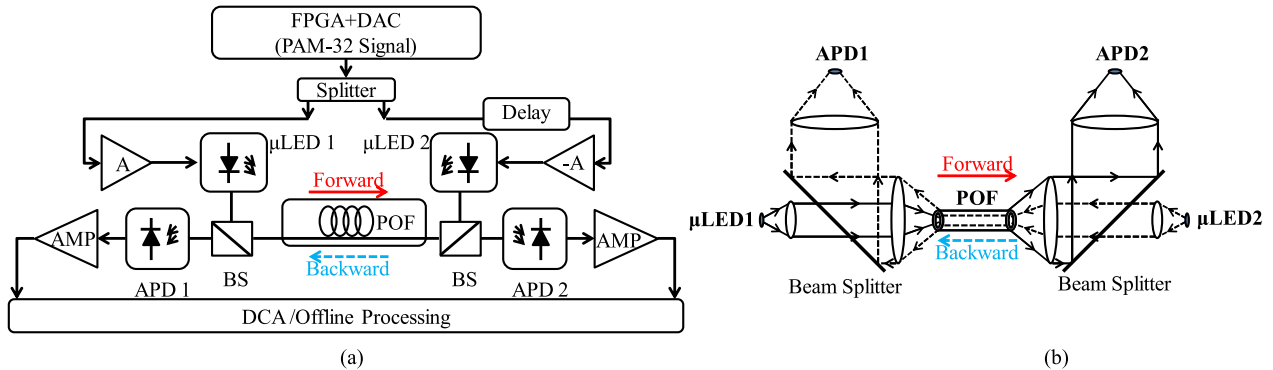 FPGA+DAC
(PAM-32 Signal)
Splitter
Delay
A
μLED 1
μLED 2
-A
Forward
POF
Backward
AMP
APD 1
BS
BS
APD 2
AMP
DCA /Offline Processing
(a)
APD1
APD2
Forward
POF
μLED1
μLED2
Backward
Beam Splitter
Beam Splitter
(b)